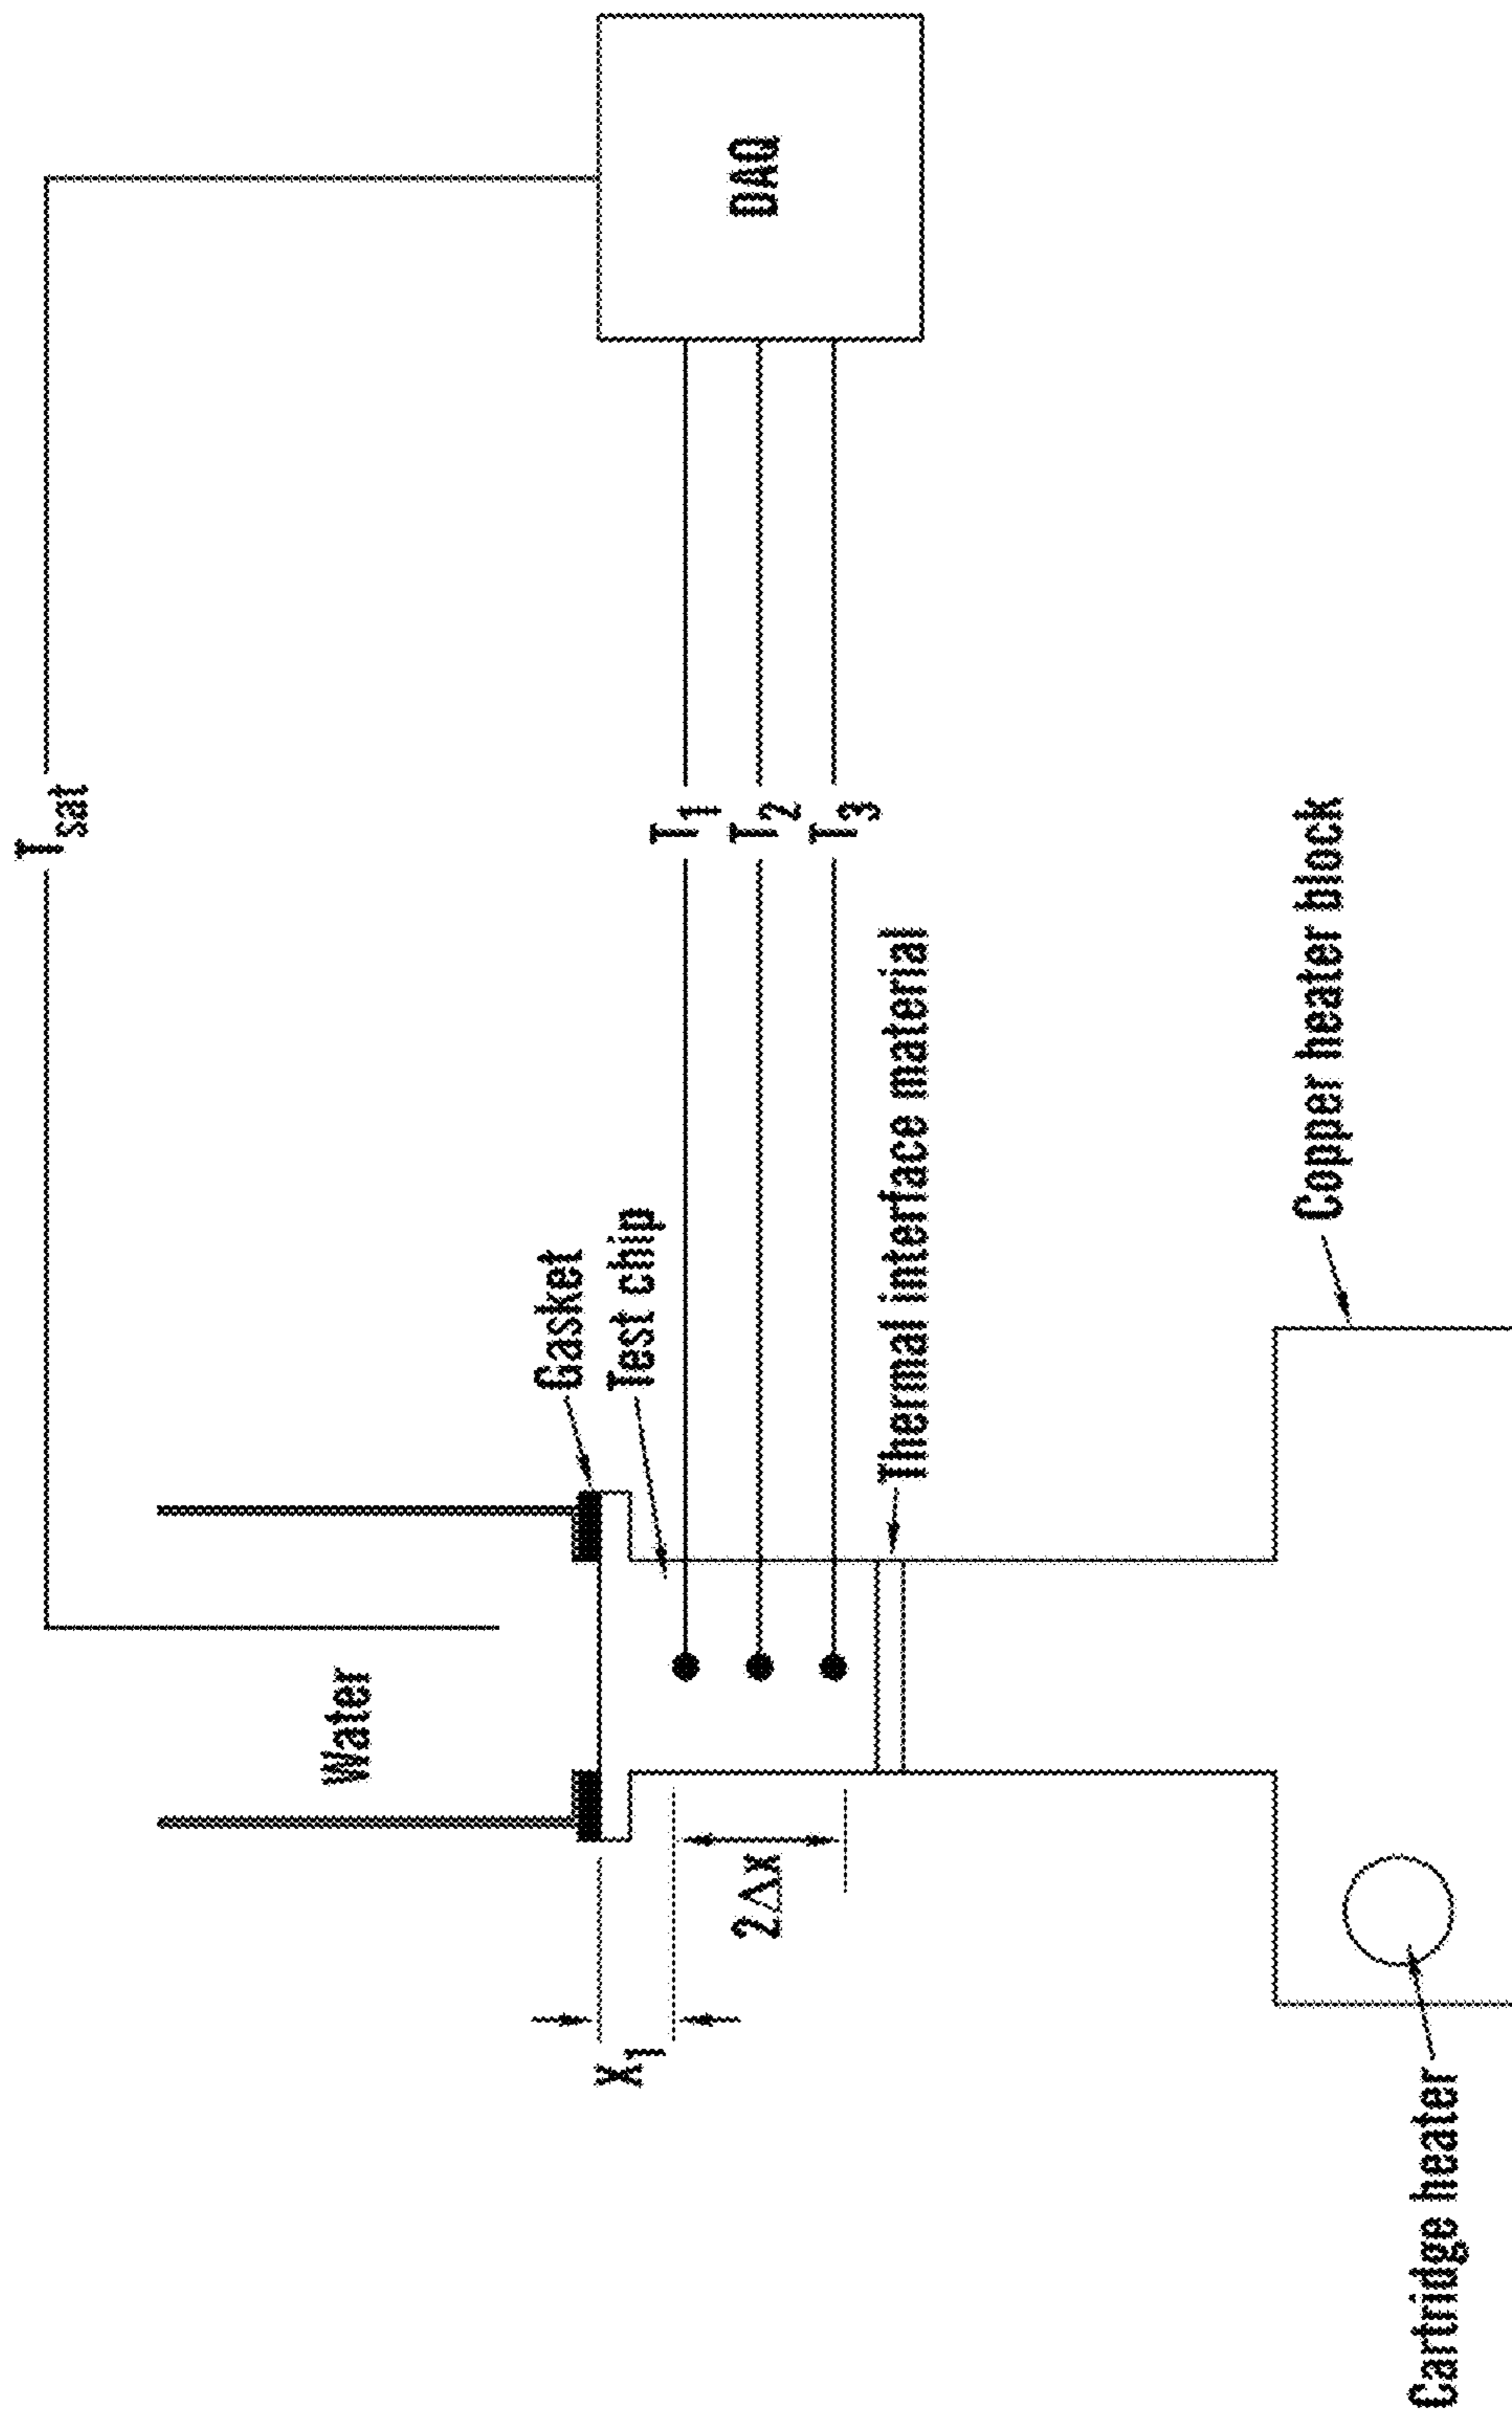 T_sat
Water
Gasket
x_1
Test chip
T_1
2Δx
T_2
DAQ
T_3
Thermal interface material
Copper heater block
Cartridge heater